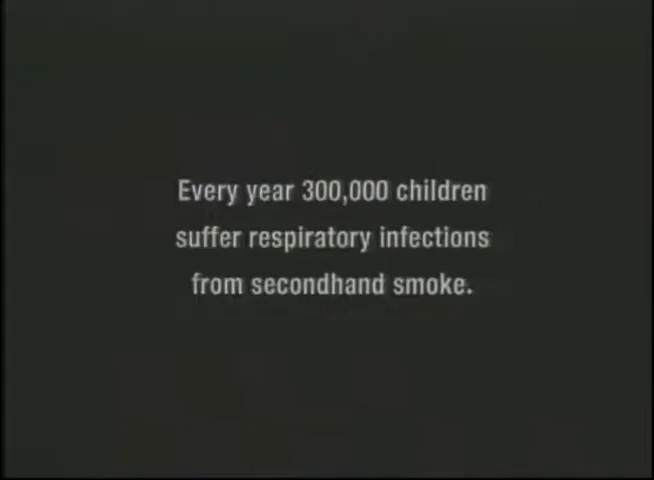 Every year 300,000 children
suffer respiratory infections
from secondhand smoke.